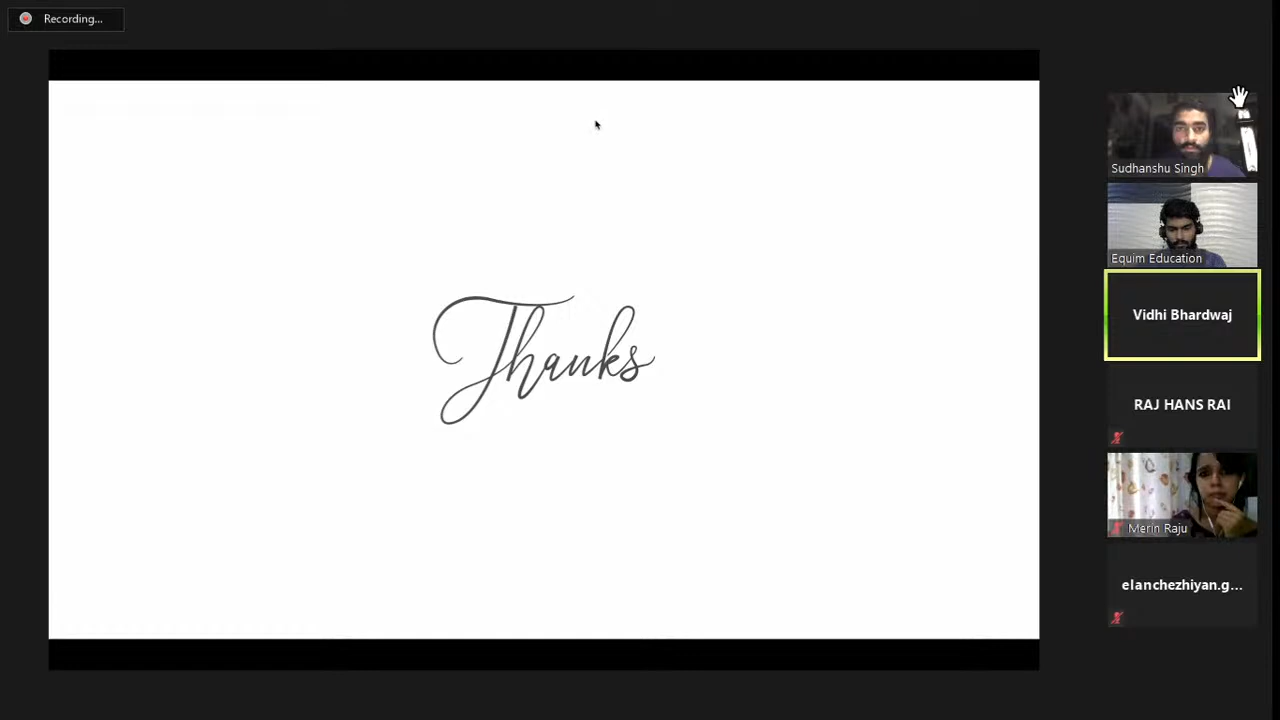 Recording...
Thanks
Sudhanshu Singh
Equim Education
Vidhi Bhardwaj
RAJ HANS RAI
Merin Raju
elanchezhiyan.g...